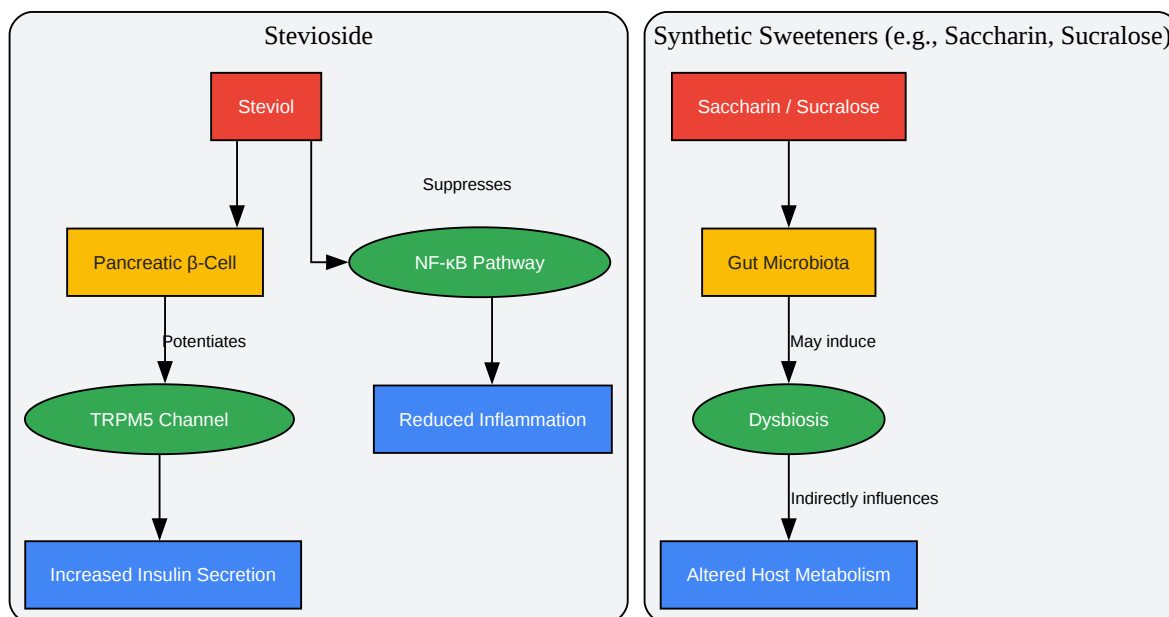 Stevioside
Steviol
Suppresses
Pancreatic β-Cell
NF-κB Pathway
Potentiates
TRPM5 Channel
Reduced Inflammation
Increased Insulin Secretion
Synthetic Sweeteners (e.g., Saccharin, Sucralose)
Saccharin / Sucralose
Gut Microbiota
May induce
Dysbiosis
Indirectly influences
Altered Host Metabolism